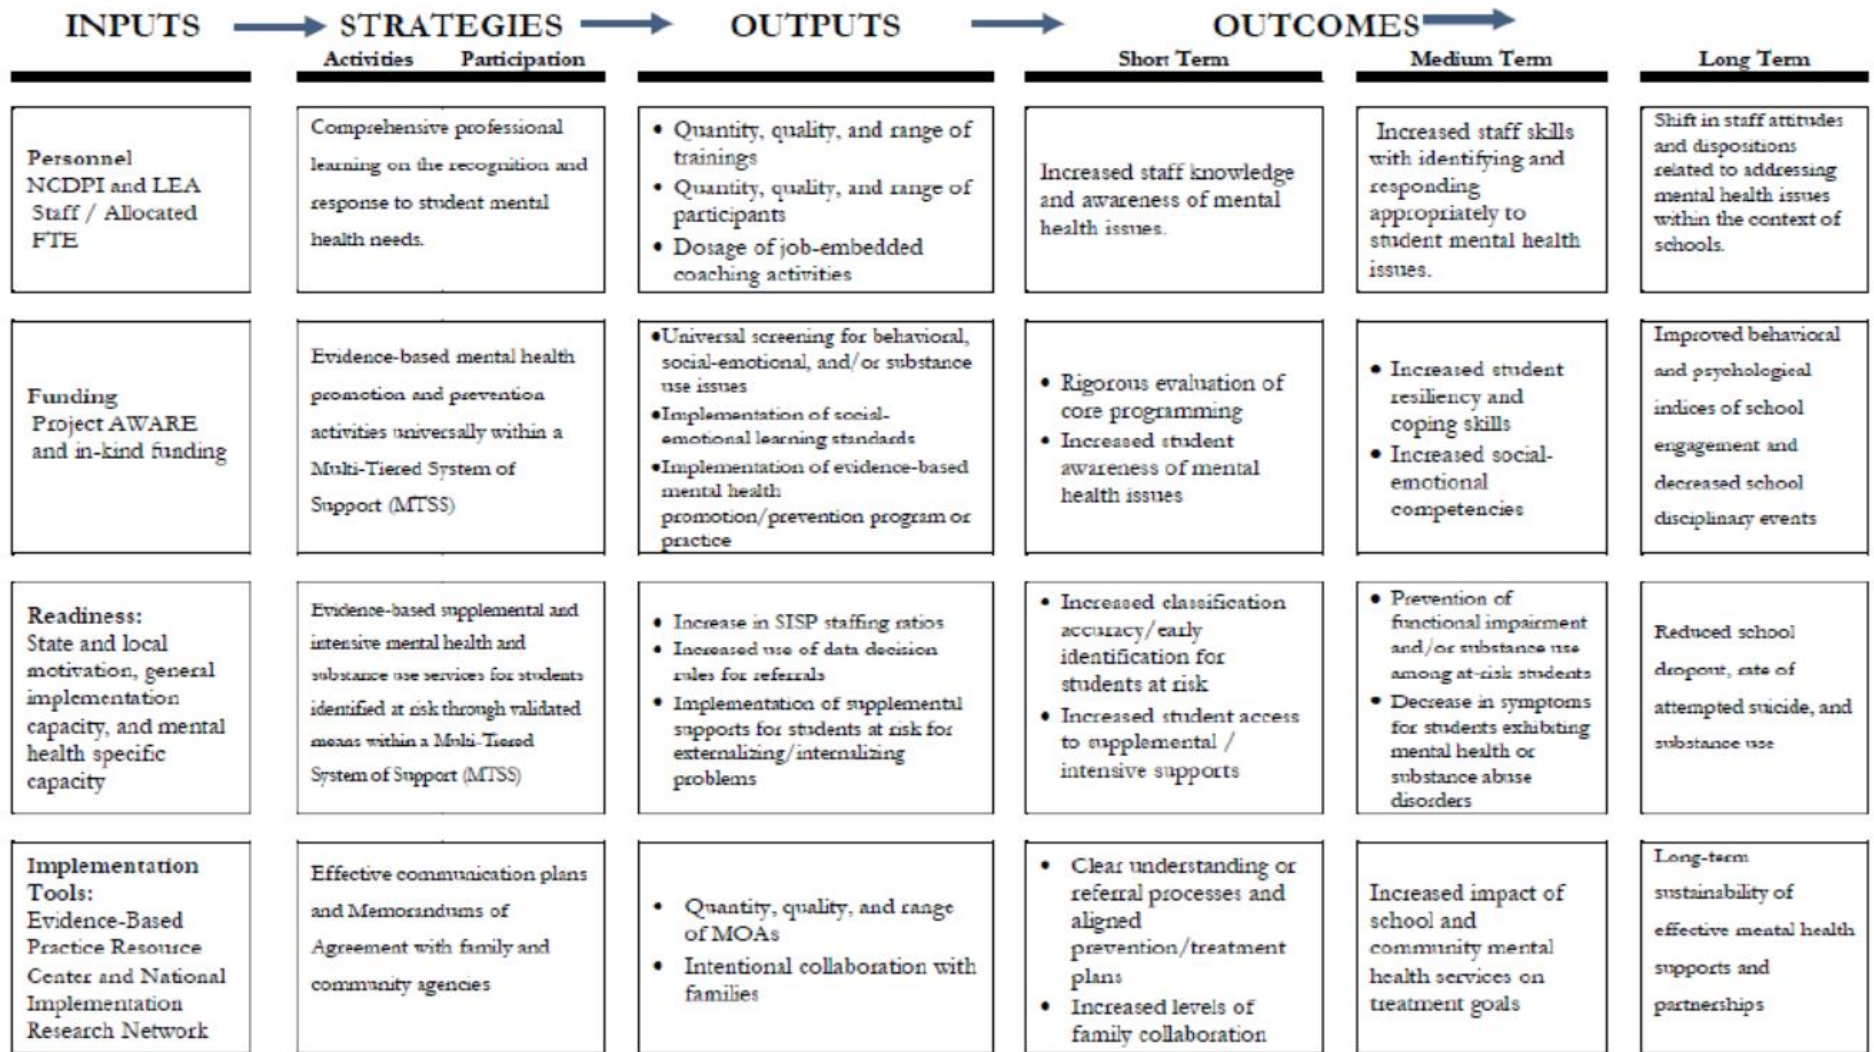 INPUTS STRATEGIES OUTPUTS OUTCOMES
Activities Participation Short Term Medium Term Long Term
Personnel
NCDPI and LEA
Staff / Allocated
FTE
Comprehensive professional
learning on the recognition and
response to student mental
health needs.
• Quantity, quality, and range of
trainings
• Quantity, quality, and range of
participants
• Dosage of job-embedded
coaching activities
Increased staff knowledge
and awareness of mental
health issues.
Increased staff skills
with identifying and
responding
appropriately to
student mental health
issues.
Shift in staff attitudes
and dispositions
related to addressing
mental health issues
within the context of
schools.
Funding
Project AWARE
and in-kind funding
Evidence-based mental health
promotion and prevention
activities universally within a
Multi-Tiered System of
Support (MTSS)
•Universal screening for behavioral,
social-emotional, and/or substance
use issues
•Implementation of social-
emotional learning standards
•Implementation of evidence-based
mental health
promotion/prevention program or
practice
• Rigorous evaluation of
core programming
• Increased student
awareness of mental
health issues
• Increased student
resiliency and
coping skills
• Increased social-
emotional
competencies
Improved behavioral
and psychological
indices of school
engagement and
decreased school
disciplinary events
Readiness:
State and local
motivation, general
implementation
capacity, and mental
health specific
capacity
Evidence-based supplemental and
intensive mental health and
substance use services for students
identified at risk through validated
means within a Multi-Tiered
System of Support (MTSS)
• Increase in SISP staffing ratios
• Increased use of data decision
rules for referrals
• Implementation of supplemental
supports for students at risk for
externalizing/internalizing
problems
• Increased classification
accuracy/early
identification for
students at risk
• Increased student access
to supplemental /
intensive supports
• Prevention of
functional impairment
and/or substance use
among at-risk students
• Decrease in symptoms
for students exhibiting
mental health or
substance abuse
disorders
Reduced school
dropout, rate of
attempted suicide, and
substance use
Implementation
Tools:
Evidence-Based
Practice Resource
Center and National
Implementation
Research Network
Effective communication plans
and Memorandums of
Agreement with family and
community agencies
• Quantity, quality, and range
of MOAs
• Intentional collaboration with
families
• Clear understanding or
referral processes and
aligned
prevention/treatment
plans
• Increased levels of
family collaboration
Increased impact of
school and
community mental
health services on
treatment goals
Long-term
sustainability of
effective mental health
supports and
partnerships